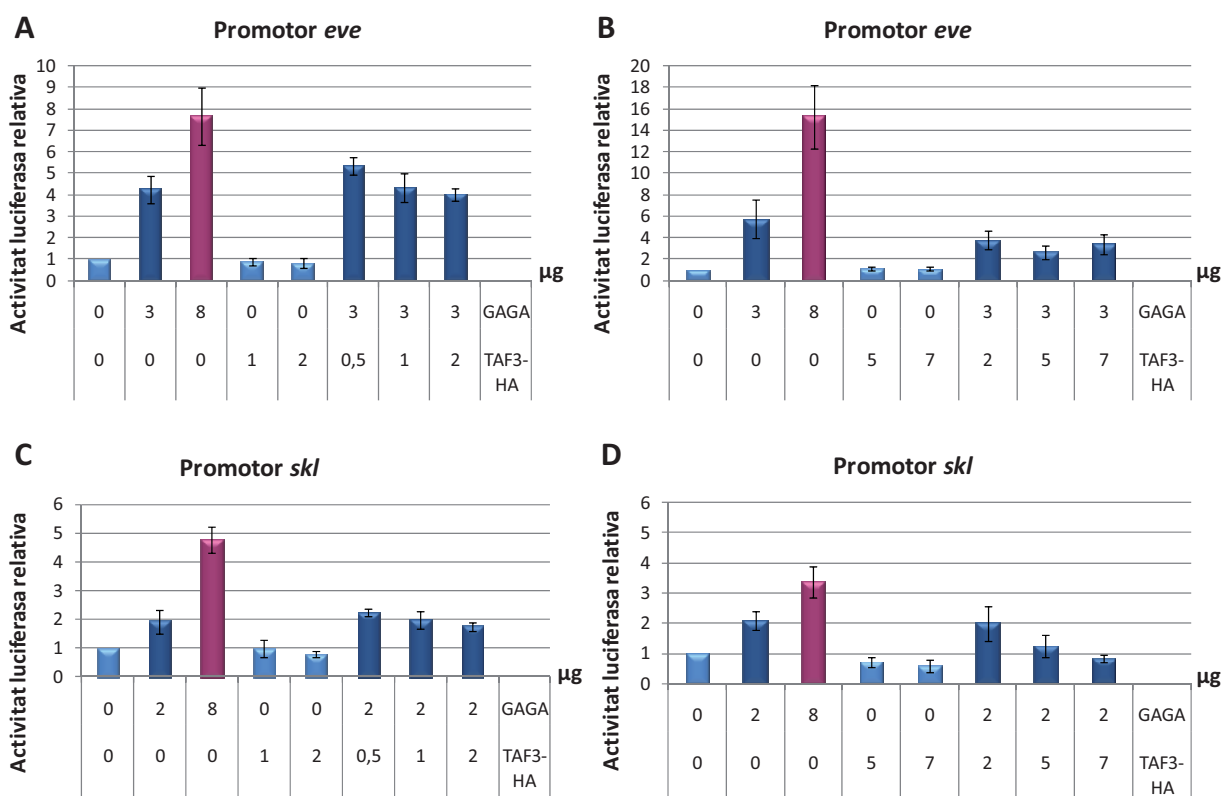 A
Promotor eve
Activitat luciferasa relativa
10
9
8
7
6
5
4
3
2
1
0
µg
0 3 8 0 0 3 3 3 GAGA
0 0 0 1 2 0,5 1 2 TAF3-
HA
B
Promotor eve
Activitat luciferasa relativa
20
18
16
14
12
10
8
6
4
2
0
µg
0 3 8 0 0 3 3 3 GAGA
0 0 0 5 7 2 5 7 TAF3-
HA
C
Promotor skl
Activitat luciferasa relativa
6
5
4
3
2
1
0
µg
0 2 8 0 0 2 2 2 GAGA
0 0 0 1 2 0,5 1 2 TAF3-
HA
D
Promotor skl
Activitat luciferasa relativa
6
5
4
3
2
1
0
µg
0 2 8 0 0 2 2 2 GAGA
0 0 0 5 7 2 5 7 TAF3-
HA